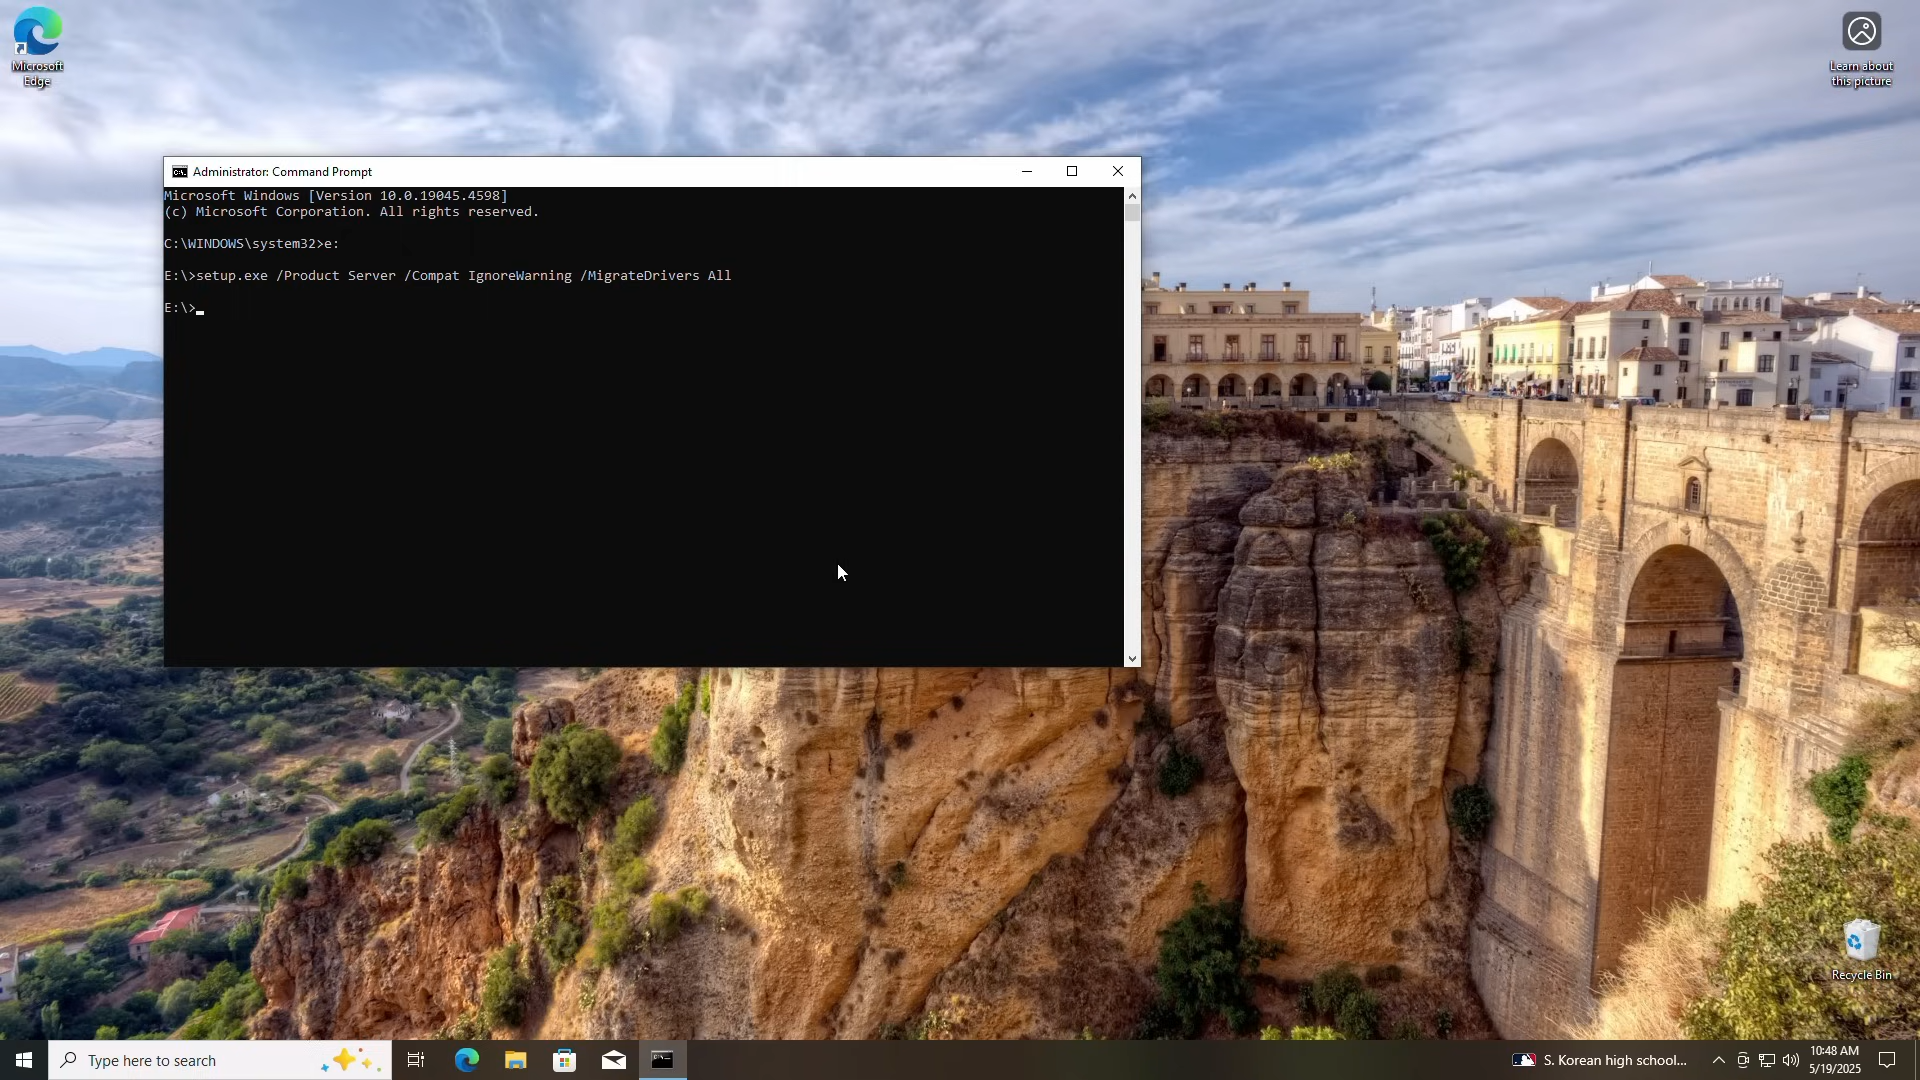 Microsoft
Edge
Learn about
this picture
Administrator: Command Prompt
Microsoft Windows [Version 10.0.19045.4598]
(c) Microsoft Corporation. All rights reserved.
C:\WINDOWS\system32>e:
E:\>setup.exe /Product Server /Compat IgnoreWarning /MigrateDrivers All
E:\>
Recycle Bin
Type here to search
S. Korean high school...
10:48 AM
5/19/2025